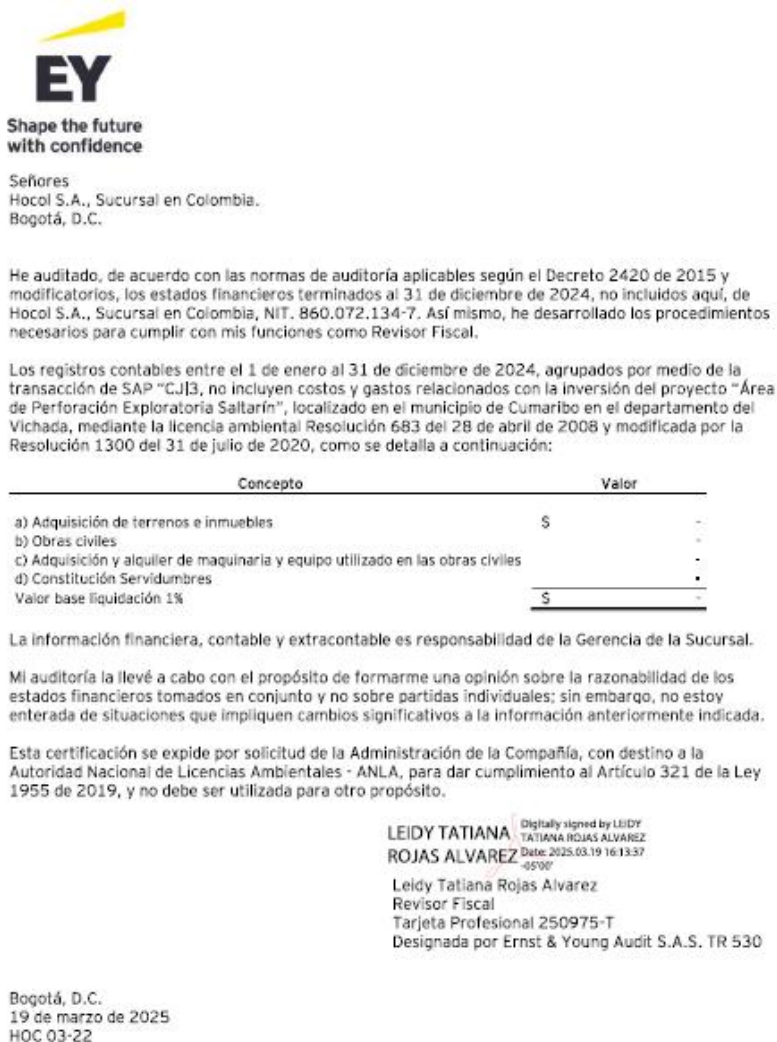 EY
Shape the future
with confidence
Señores
Hocol S.A., Sucursal en Colombia.
Bogotá, D.C.
He auditado, de acuerdo con las normas de auditoría aplicables según el Decreto 2420 de 2015 y
modificatorios, los estados financieros terminados al 31 de diciembre de 2024, no incluidos aquí, de
Hocol S.A., Sucursal en Colombia, NIT. 860.072.134-7. Así mismo, he desarrollado los procedimientos
necesarios para cumplir con mis funciones como Revisor Fiscal.
Los registros contables entre el 1 de enero al 31 de diciembre de 2024, agrupados por medio de la
transacción de SAP "CJ|3, no incluyen costos y gastos relacionados con la inversión del proyecto "Área
de Perforación Exploratoria Saltarín", localizado en el municipio de Cumaribo en el departamento del
Vichada, mediante la licencia ambiental Resolución 683 del 28 de abril de 2008 y modificada por la
Resolución 1300 del 31 de julio de 2020, como se detalla a continuación:
Concepto Valor
a) Adquisición de terrenos e inmuebles $ -
b) Obras civiles -
c) Adquisición y alquiler de maquinaria y equipo utilizado en las obras civiles -
d) Constitución Servidumbres -
Valor base liquidación 1% $ -
La información financiera, contable y extracontable es responsabilidad de la Gerencia de la Sucursal.
Mi auditoría la llevé a cabo con el propósito de formarme una opinión sobre la razonabilidad de los
estados financieros tomados en conjunto y no sobre partidas individuales; sin embargo, no estoy
enterada de situaciones que impliquen cambios significativos a la información anteriormente indicada.
Esta certificación se expide por solicitud de la Administración de la Compañía, con destino a la
Autoridad Nacional de Licencias Ambientales - ANLA, para dar cumplimiento al Artículo 321 de la Ley
1955 de 2019, y no debe ser utilizada para otro propósito.
LEIDY TATIANA
ROJAS ALVAREZ
Digitally signed by LEIDY
TATIANA ROJAS ALVAREZ
Date: 2025.03.19 16:13:37
-05'00'
Leidy Tatiana Rojas Alvarez
Revisor Fiscal
Tarjeta Profesional 250975-T
Designada por Ernst & Young Audit S.A.S. TR 530
Bogotá, D.C.
19 de marzo de 2025
HOC 03-22